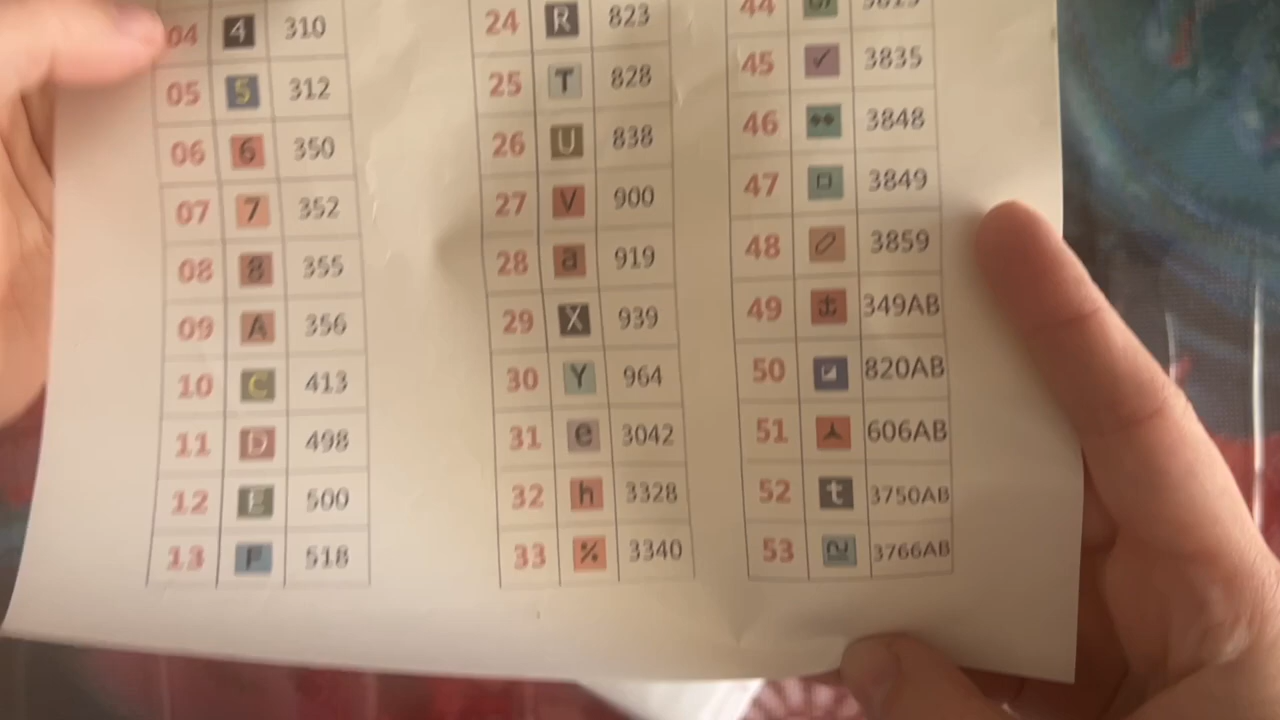 04 4 310
05 5 312
06 6 350
07 7 352
08 8 355
09 A 356
10 C 413
11 D 498
12 E 500
13 F 518
24 R 823
25 T 828
26 U 838
27 V 900
28 a 919
29 X 939
30 Y 964
31 e 3042
32 h 3328
33 % 3340
44
45 ✓ 3835
46 3848
47 3849
48 3859
49 349AB
50 820AB
51 606AB
52 t 3750AB
53 3766AB